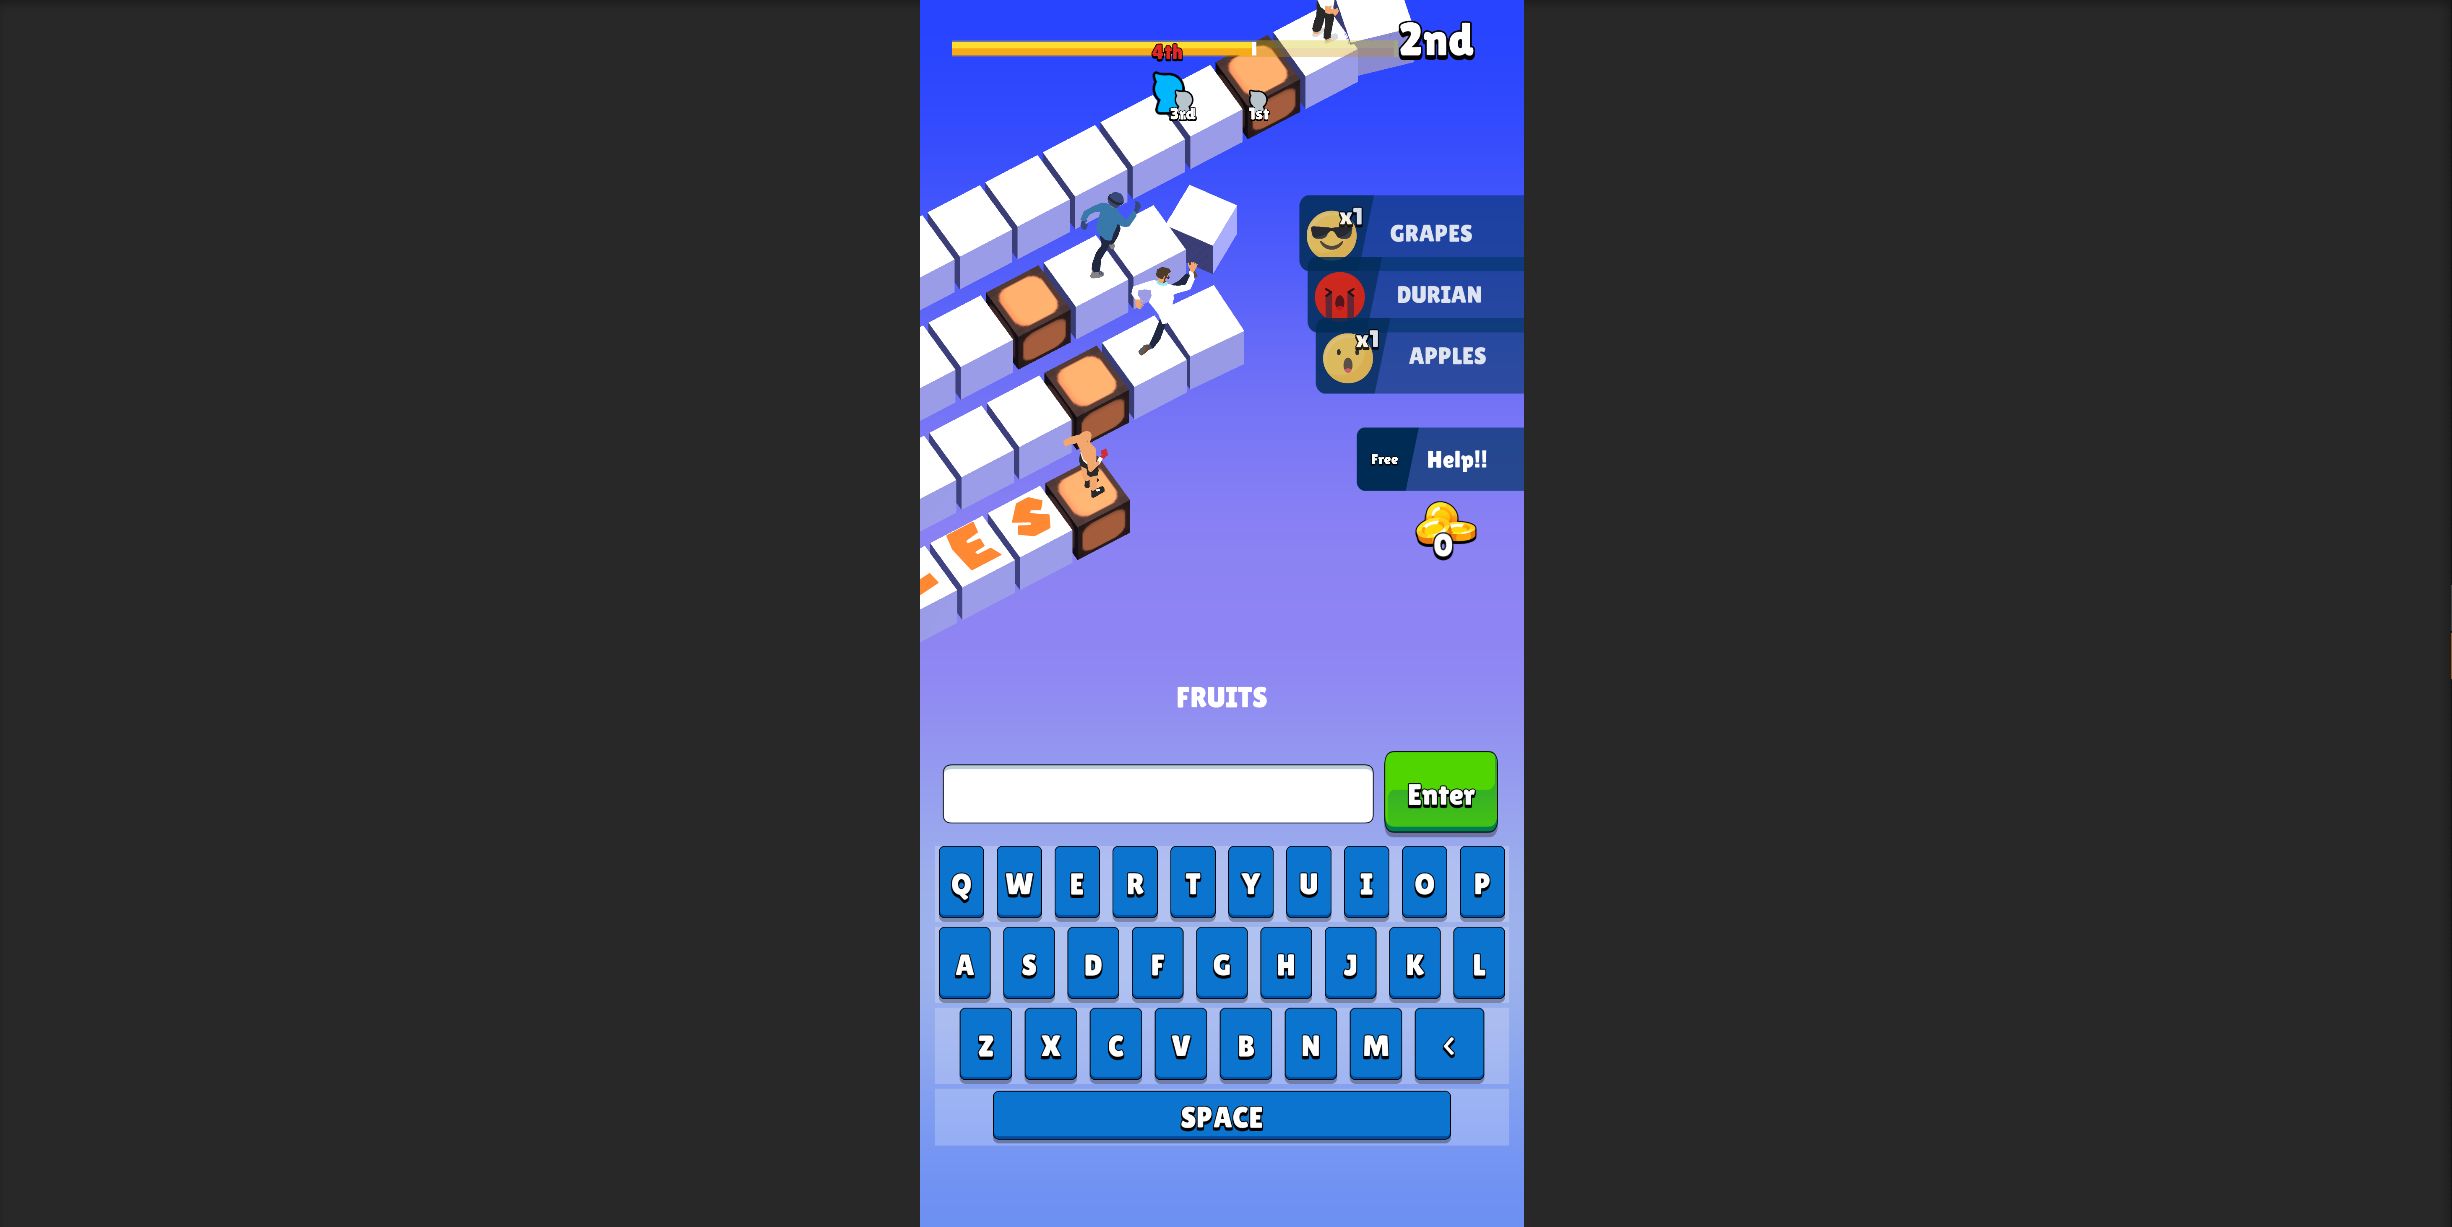 2nd
4th
3rd
1st
x1
GRAPES
DURIAN
x1
APPLES
Free
Help!!
0
E
S
FRUITS
Enter
Q W E R T Y U I O P
A S D F G H J K L
Z X C V B N M <
SPACE